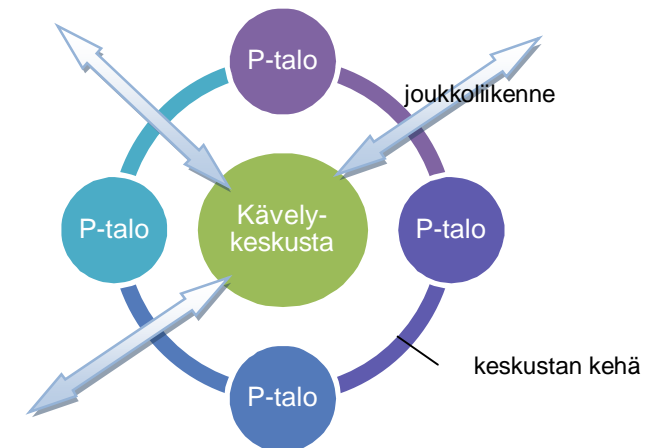 P-talo
joukkoliikenne
Kävely-
keskusta
P-talo
P-talo
keskustan kehä
P-talo